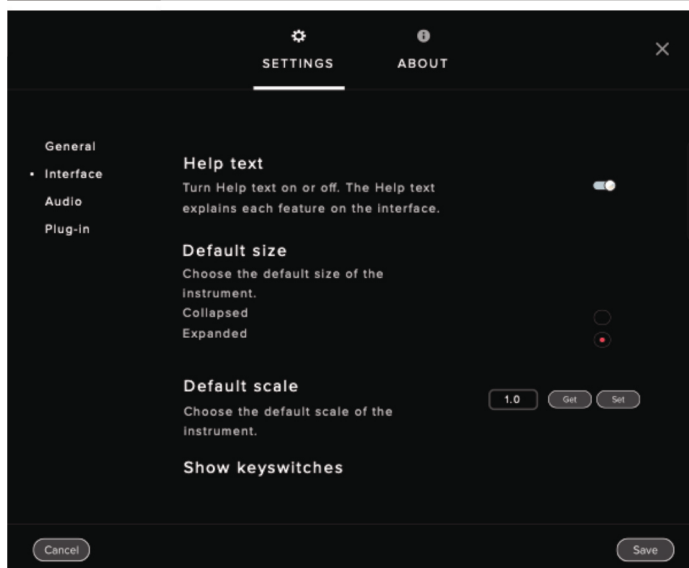 SETTINGS
ABOUT
General
Interface
Audio
Plug-in
Help text
Turn Help text on or off. The Help text
explains each feature on the interface.
Default size
Choose the default size of the
instrument.
Collapsed
Expanded
Default scale
Choose the default scale of the
instrument.
1.0
Get
Set
Show keyswitches
Cancel
Save